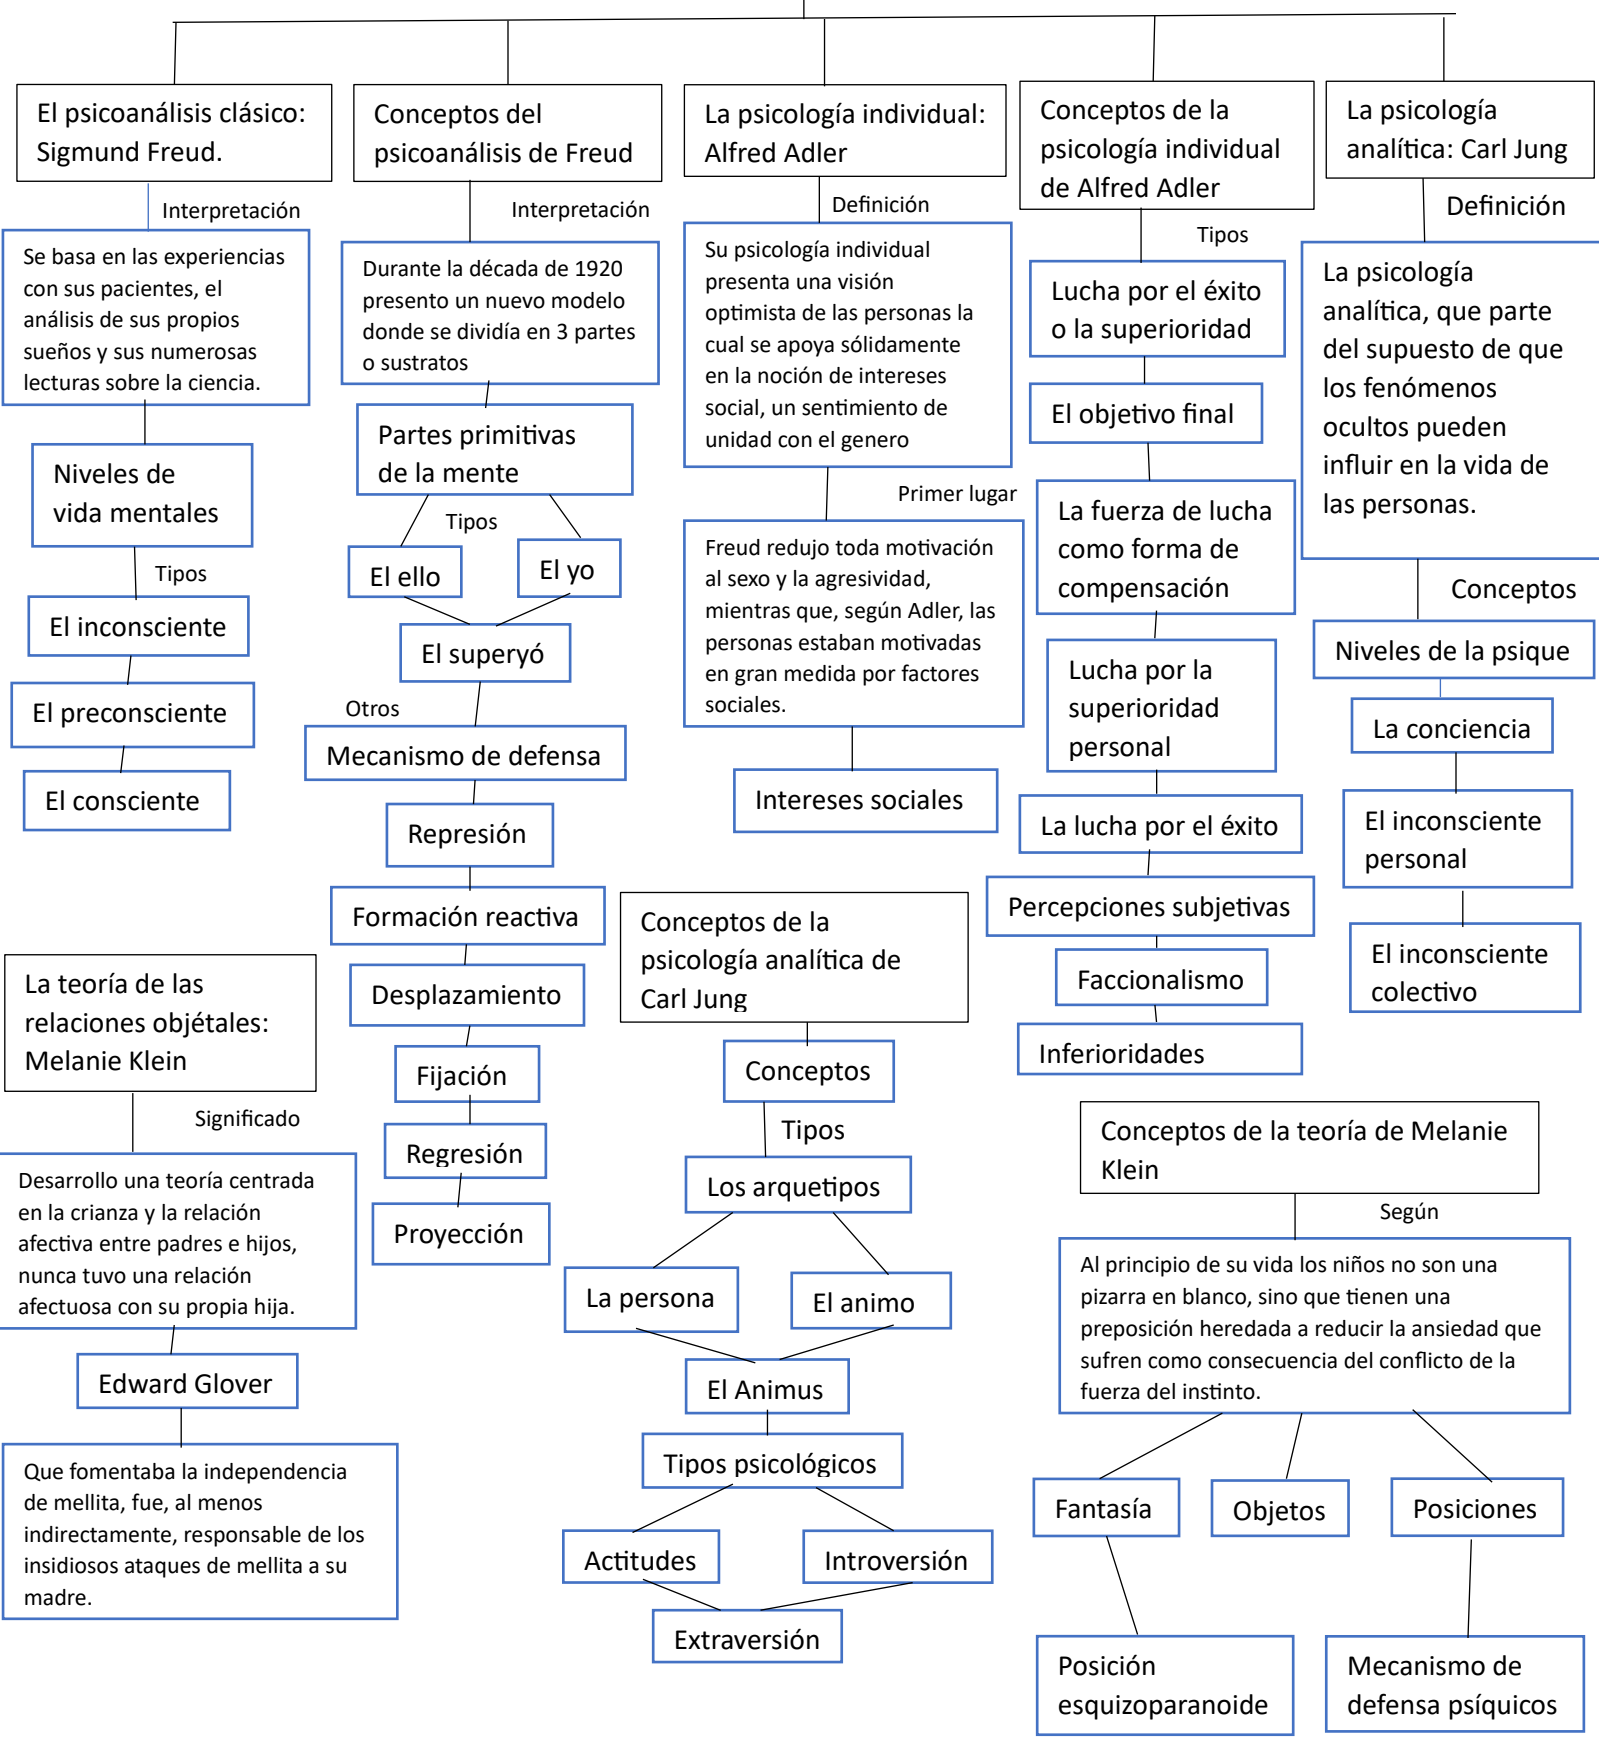 El psicoanálisis clásico:
Sigmund Freud.
Interpretación
Se basa en las experiencias
con sus pacientes, el
análisis de sus propios
sueños y sus numerosas
lecturas sobre la ciencia.
Niveles de
vida mentales
Tipos
El inconsciente
El preconsciente
El consciente
Conceptos del
psicoanálisis de Freud
Interpretación
Durante la década de 1920
presento un nuevo modelo
donde se dividía en 3 partes
o sustratos
Partes primitivas
de la mente
Tipos
El ello
El yo
El superyó
Otros
Mecanismo de defensa
Represión
Formación reactiva
Desplazamiento
Fijación
Regresión
Proyección
La psicología individual:
Alfred Adler
Definición
Su psicología individual
presenta una visión
optimista de las personas la
cual se apoya sólidamente
en la noción de intereses
social, un sentimiento de
unidad con el genero
Primer lugar
Freud redujo toda motivación
al sexo y la agresividad,
mientras que, según Adler, las
personas estaban motivadas
en gran medida por factores
sociales.
Intereses sociales
Conceptos de la
psicología individual
de Alfred Adler
Tipos
Lucha por el éxito
o la superioridad
El objetivo final
La fuerza de lucha
como forma de
compensación
Lucha por la
superioridad
personal
La lucha por el éxito
Percepciones subjetivas
Faccionalismo
Inferioridades
La psicología
analítica: Carl Jung
Definición
La psicología
analítica, que parte
del supuesto de que
los fenómenos
ocultos pueden
influir en la vida de
las personas.
Conceptos
Niveles de la psique
La conciencia
El inconsciente
personal
El inconsciente
colectivo
La teoría de las
relaciones objétales:
Melanie Klein
Significado
Desarrollo una teoría centrada
en la crianza y la relación
afectiva entre padres e hijos,
nunca tuvo una relación
afectuosa con su propia hija.
Edward Glover
Que fomentaba la independencia
de mellita, fue, al menos
indirectamente, responsable de los
insidiosos ataques de mellita a su
madre.
Conceptos de la
psicología analítica de
Carl Jung
Conceptos
Tipos
Los arquetipos
La persona
El animo
El Animus
Tipos psicológicos
Actitudes
Introversión
Extraversión
Conceptos de la teoría de Melanie
Klein
Según
Al principio de su vida los niños no son una
pizarra en blanco, sino que tienen una
preposición heredada a reducir la ansiedad que
sufren como consecuencia del conflicto de la
fuerza del instinto.
Fantasía
Objetos
Posiciones
Posición
esquizoparanoide
Mecanismo de
defensa psíquicos